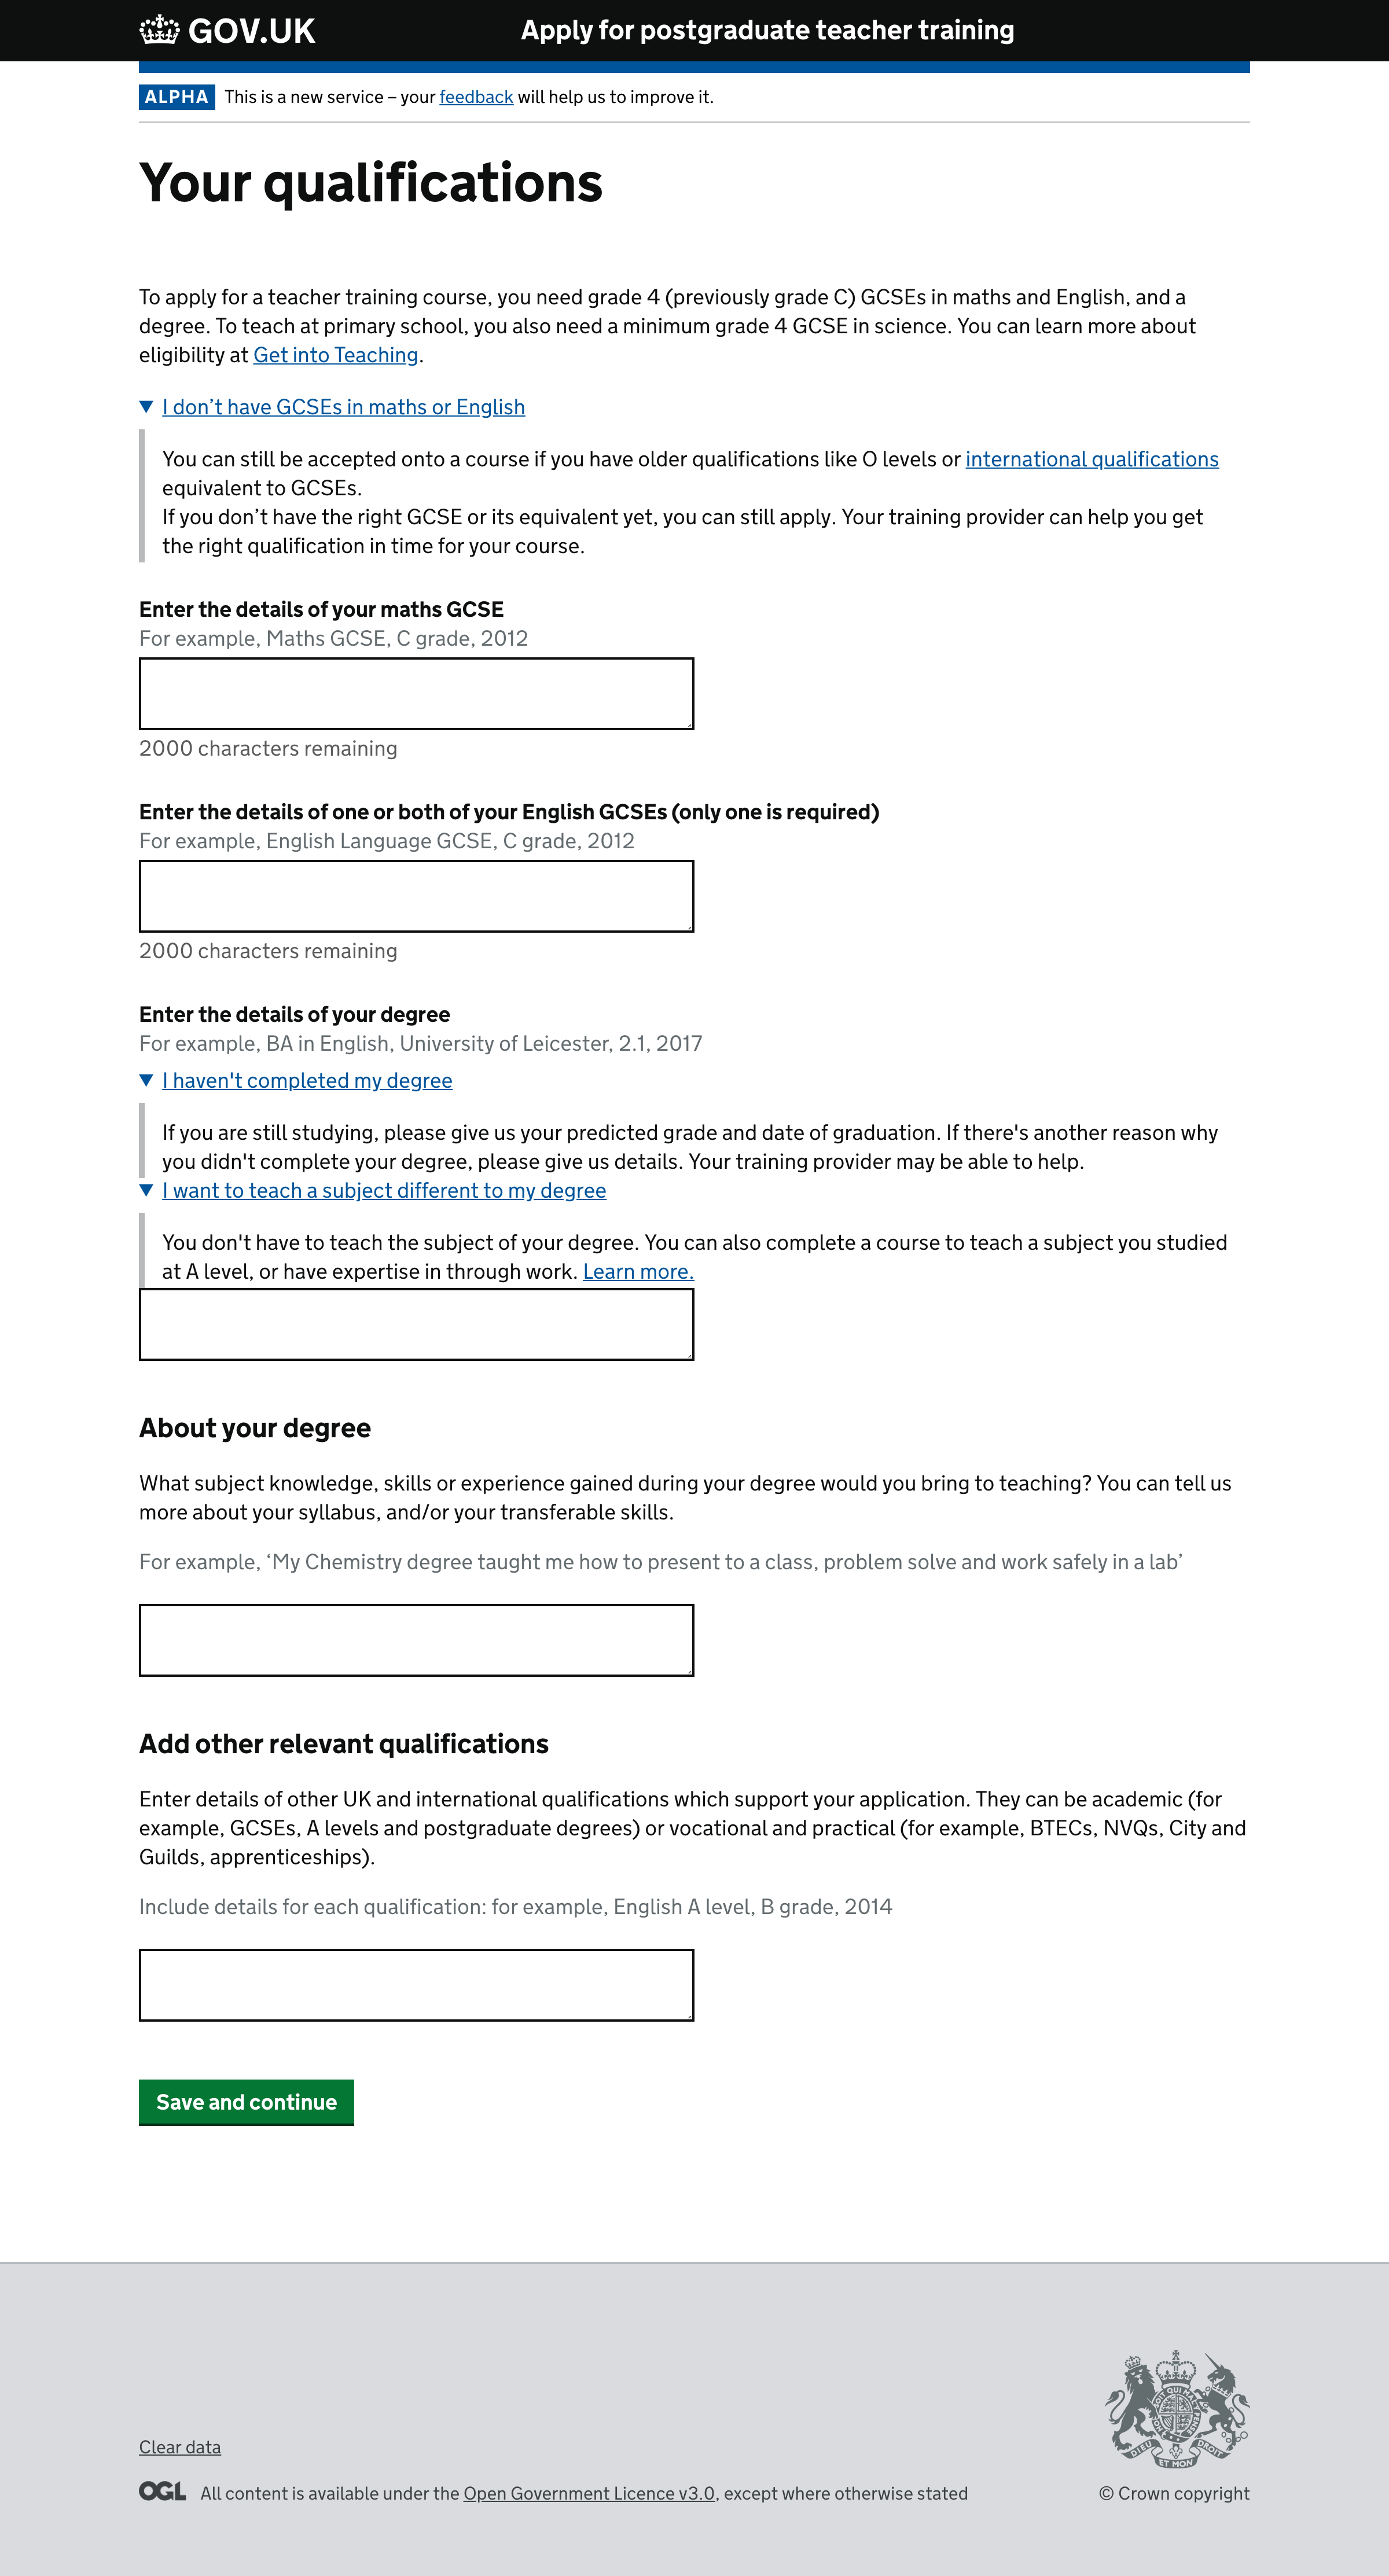 GOV.UK
Apply for postgraduate teacher training
ALPHA This is a new service – your feedback will help us to improve it.
Your qualifications
To apply for a teacher training course, you need grade 4 (previously grade C) GCSEs in maths and English, and a
degree. To teach at primary school, you also need a minimum grade 4 GCSE in science. You can learn more about
eligibility at Get into Teaching.
I don’t have GCSEs in maths or English
You can still be accepted onto a course if you have older qualifications like O levels or international qualifications
equivalent to GCSEs.
If you don’t have the right GCSE or its equivalent yet, you can still apply. Your training provider can help you get
the right qualification in time for your course.
Enter the details of your maths GCSE
For example, Maths GCSE, C grade, 2012
2000 characters remaining
Enter the details of one or both of your English GCSEs (only one is required)
For example, English Language GCSE, C grade, 2012
2000 characters remaining
Enter the details of your degree
For example, BA in English, University of Leicester, 2.1, 2017
I haven't completed my degree
If you are still studying, please give us your predicted grade and date of graduation. If there's another reason why
you didn't complete your degree, please give us details. Your training provider may be able to help.
I want to teach a subject different to my degree
You don't have to teach the subject of your degree. You can also complete a course to teach a subject you studied
at A level, or have expertise in through work. Learn more.
About your degree
What subject knowledge, skills or experience gained during your degree would you bring to teaching? You can tell us
more about your syllabus, and/or your transferable skills.
For example, ‘My Chemistry degree taught me how to present to a class, problem solve and work safely in a lab’
Add other relevant qualifications
Enter details of other UK and international qualifications which support your application. They can be academic (for
example, GCSEs, A levels and postgraduate degrees) or vocational and practical (for example, BTECs, NVQs, City and
Guilds, apprenticeships).
Include details for each qualification: for example, English A level, B grade, 2014
Save and continue
DIEU ET MON DROIT
Clear data
OGL All content is available under the Open Government Licence v3.0, except where otherwise stated
© Crown copyright